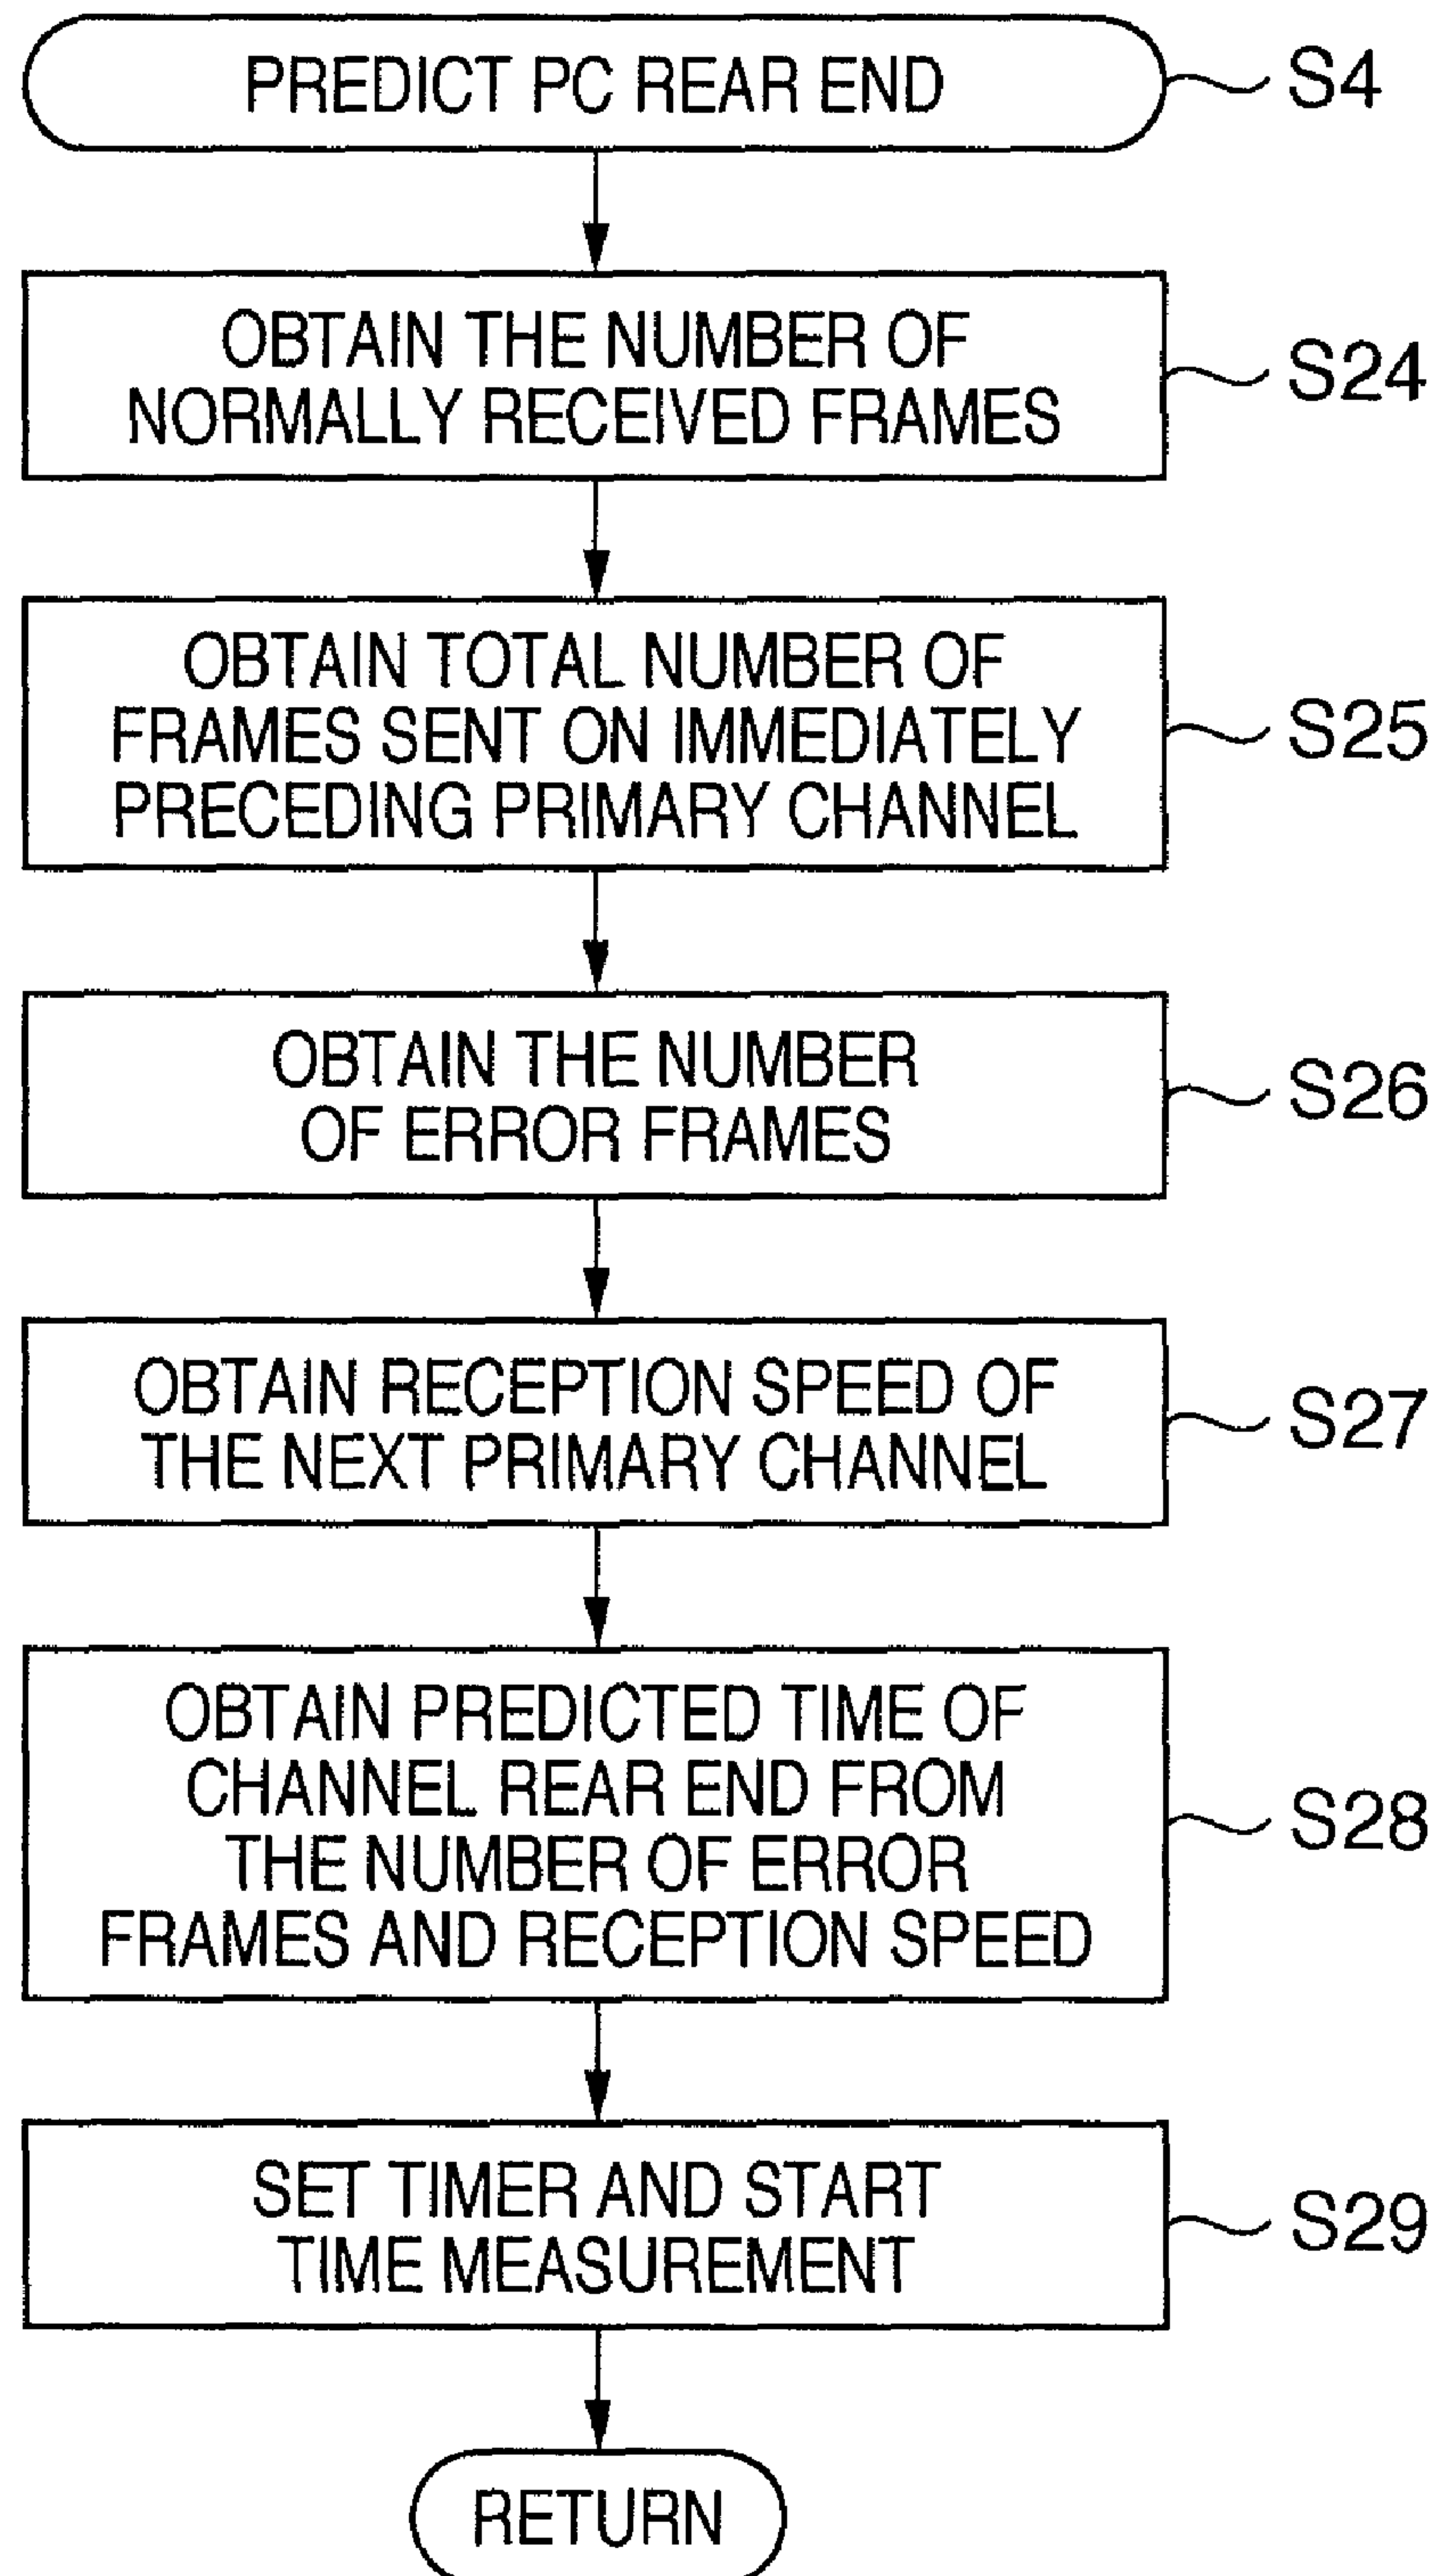 PREDICT PC REAR END
S4
OBTAIN THE NUMBER OF
NORMALLY RECEIVED FRAMES
S24
OBTAIN TOTAL NUMBER OF
FRAMES SENT ON IMMEDIATELY
PRECEDING PRIMARY CHANNEL
S25
OBTAIN THE NUMBER
OF ERROR FRAMES
S26
OBTAIN RECEPTION SPEED OF
THE NEXT PRIMARY CHANNEL
S27
OBTAIN PREDICTED TIME OF
CHANNEL REAR END FROM
THE NUMBER OF ERROR
FRAMES AND RECEPTION SPEED
S28
SET TIMER AND START
TIME MEASUREMENT
S29
RETURN